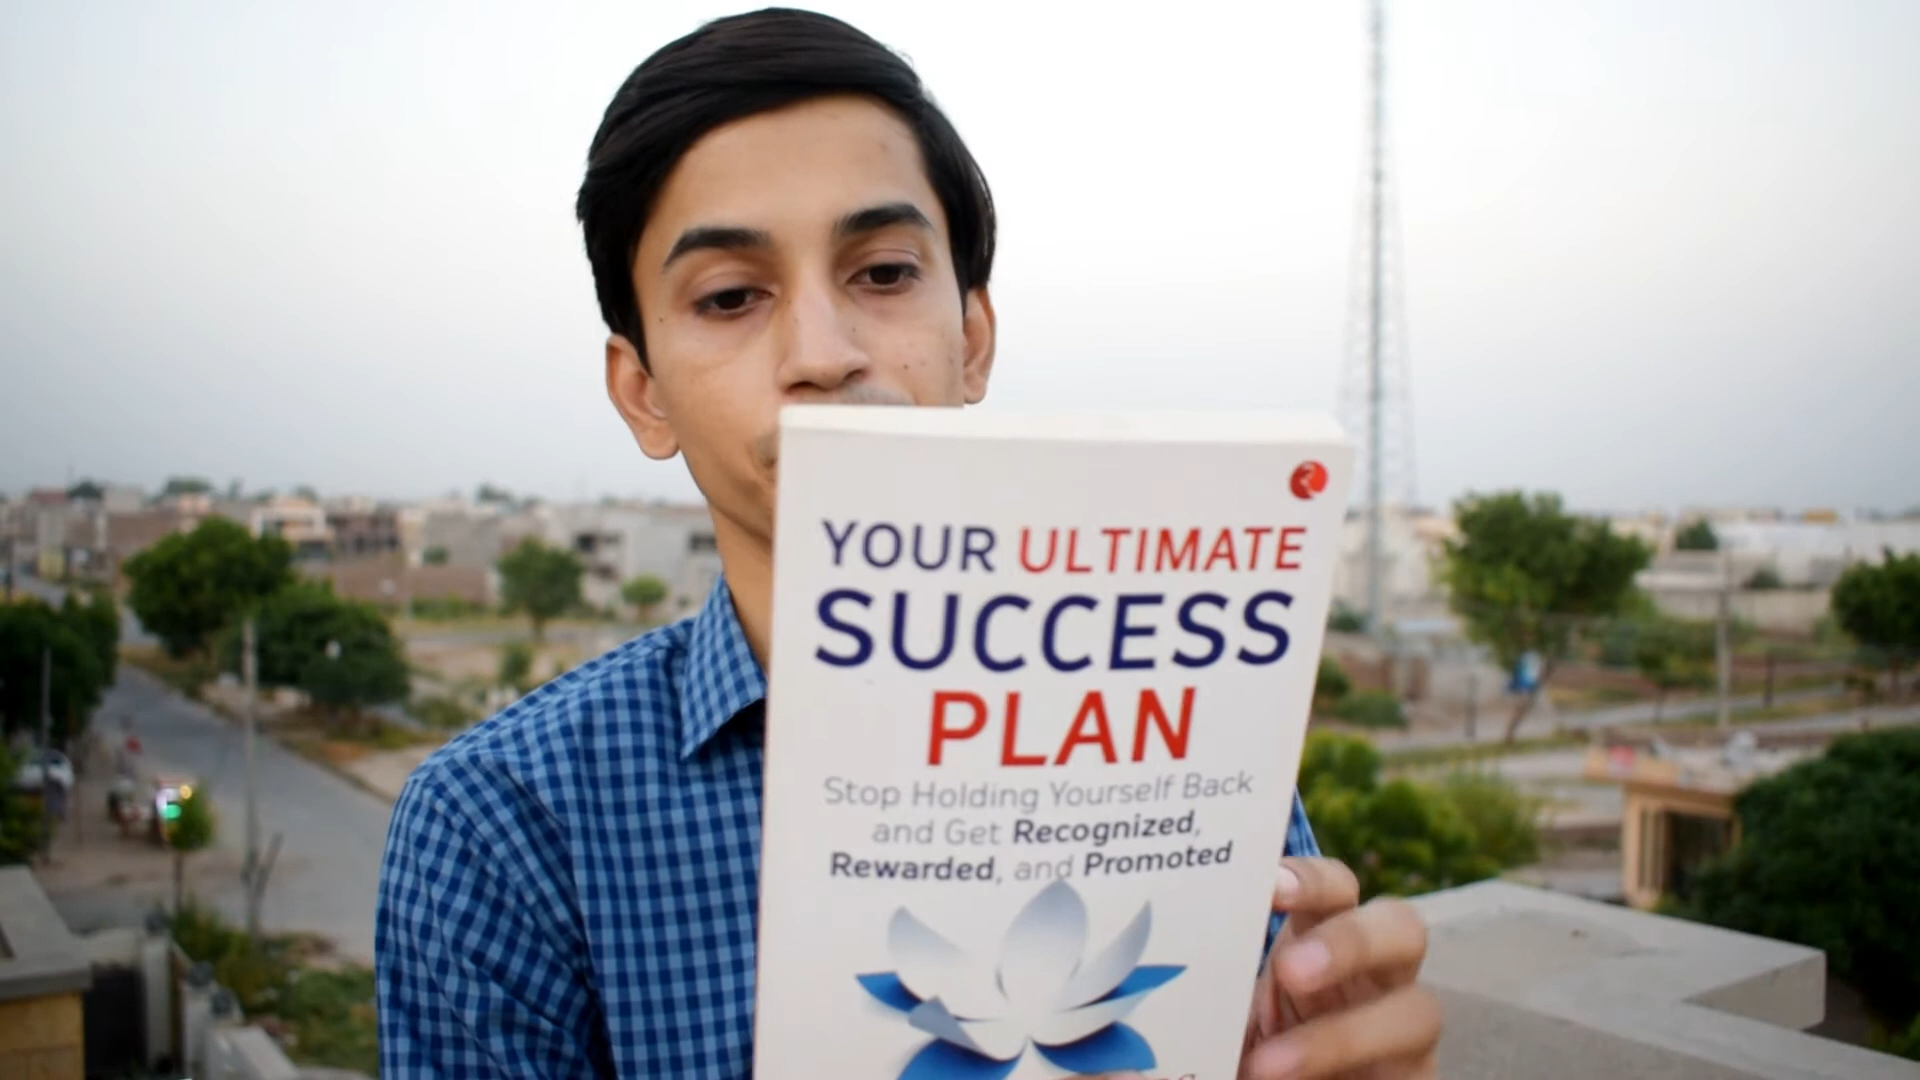 YOUR ULTIMATE
SUCCESS
PLAN
Stop Holding Yourself Back
and Get Recognized,
Rewarded, and Promoted